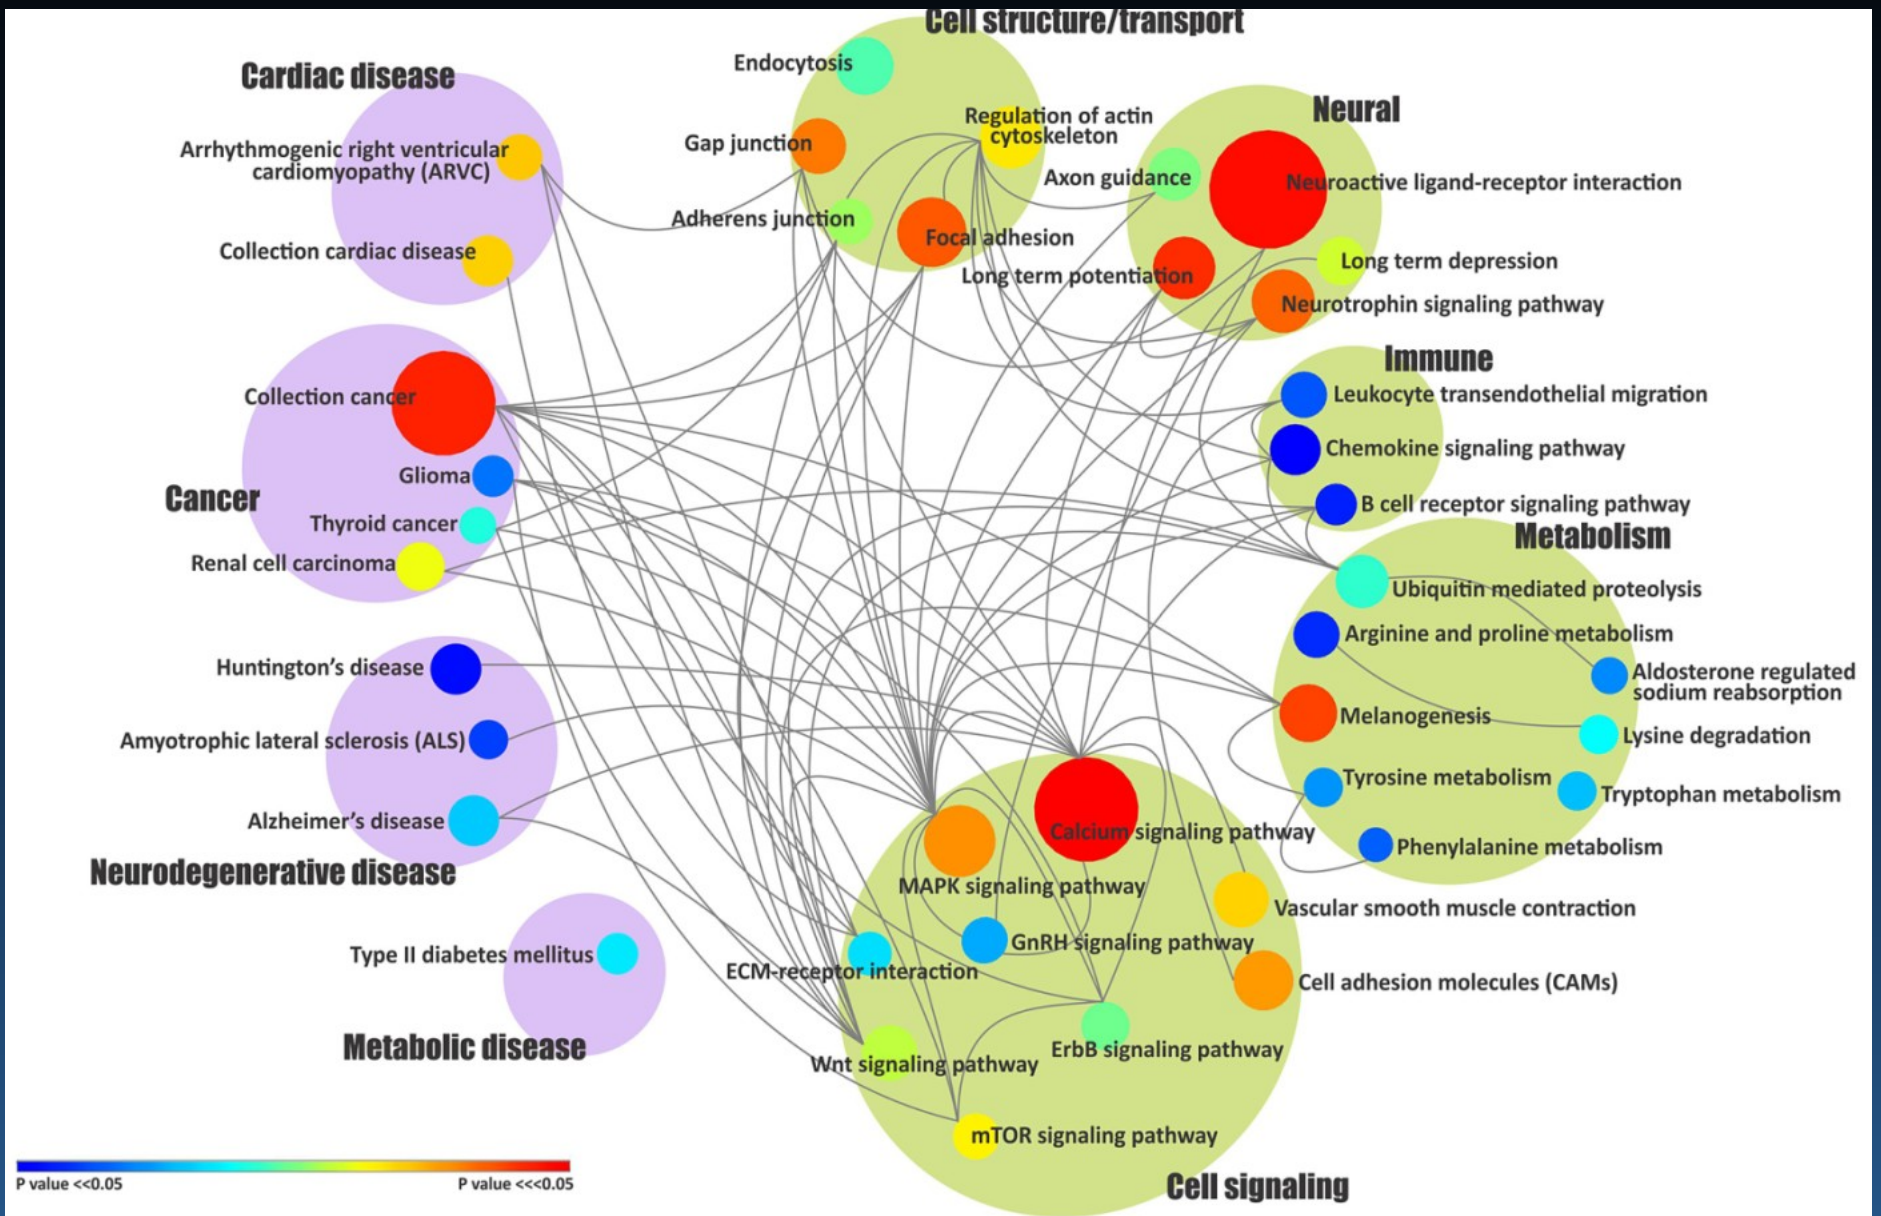 Cell structure/transport
Endocytosis
Gap junction
Regulation of actin
cytoskeleton
Adherens junction
Focal adhesion
Cardiac disease
Arrhythmogenic right ventricular
cardiomyopathy (ARVC)
Collection cardiac disease
Neural
Axon guidance
Neuroactive ligand-receptor interaction
Long term potentiation
Long term depression
Neurotrophin signaling pathway
Immune
Leukocyte transendothelial migration
Chemokine signaling pathway
B cell receptor signaling pathway
Collection cancer
Glioma
Cancer
Thyroid cancer
Renal cell carcinoma
Metabolism
Ubiquitin mediated proteolysis
Arginine and proline metabolism
Aldosterone regulated
sodium reabsorption
Melanogenesis
Lysine degradation
Tyrosine metabolism
Tryptophan metabolism
Phenylalanine metabolism
Huntington’s disease
Amyotrophic lateral sclerosis (ALS)
Alzheimer’s disease
Neurodegenerative disease
Calcium signaling pathway
MAPK signaling pathway
Vascular smooth muscle contraction
GnRH signaling pathway
ECM-receptor interaction
Cell adhesion molecules (CAMs)
ErbB signaling pathway
Wnt signaling pathway
mTOR signaling pathway
Cell signaling
Type II diabetes mellitus
Metabolic disease
P value <<0.05
P value <<<0.05